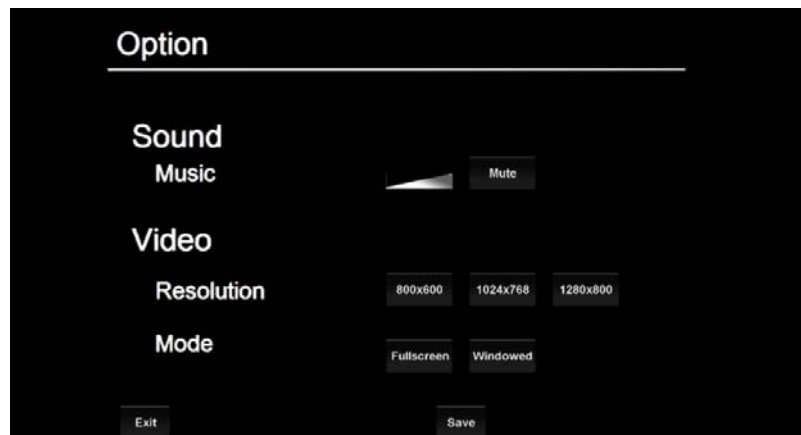 Option
Sound
Music Mute
Video
Resolution 800x600 1024x768 1280x800
Mode Fullscreen Windowed
Exit Save